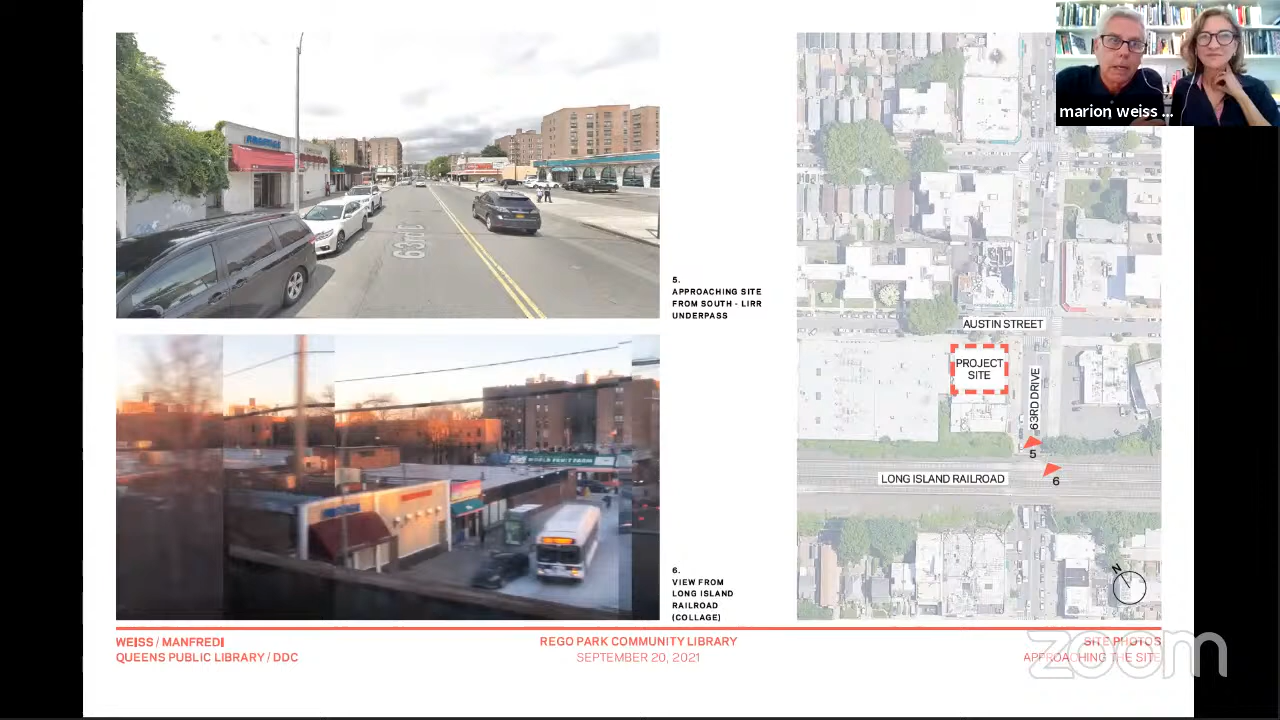 marion weiss ...
63rd D
5.
APPROACHING SITE
FROM SOUTH - LIRR
UNDERPASS
AUSTIN STREET
PROJECT
SITE
63RD DRIVE
5
LONG ISLAND RAILROAD
6
6.
VIEW FROM
LONG ISLAND
RAILROAD
(COLLAGE)
N
WEISS / MANFREDI
QUEENS PUBLIC LIBRARY / DDC
REGO PARK COMMUNITY LIBRARY
SEPTEMBER 20, 2021
SITE PHOTOS
APPROACHING THE SITE
zoom